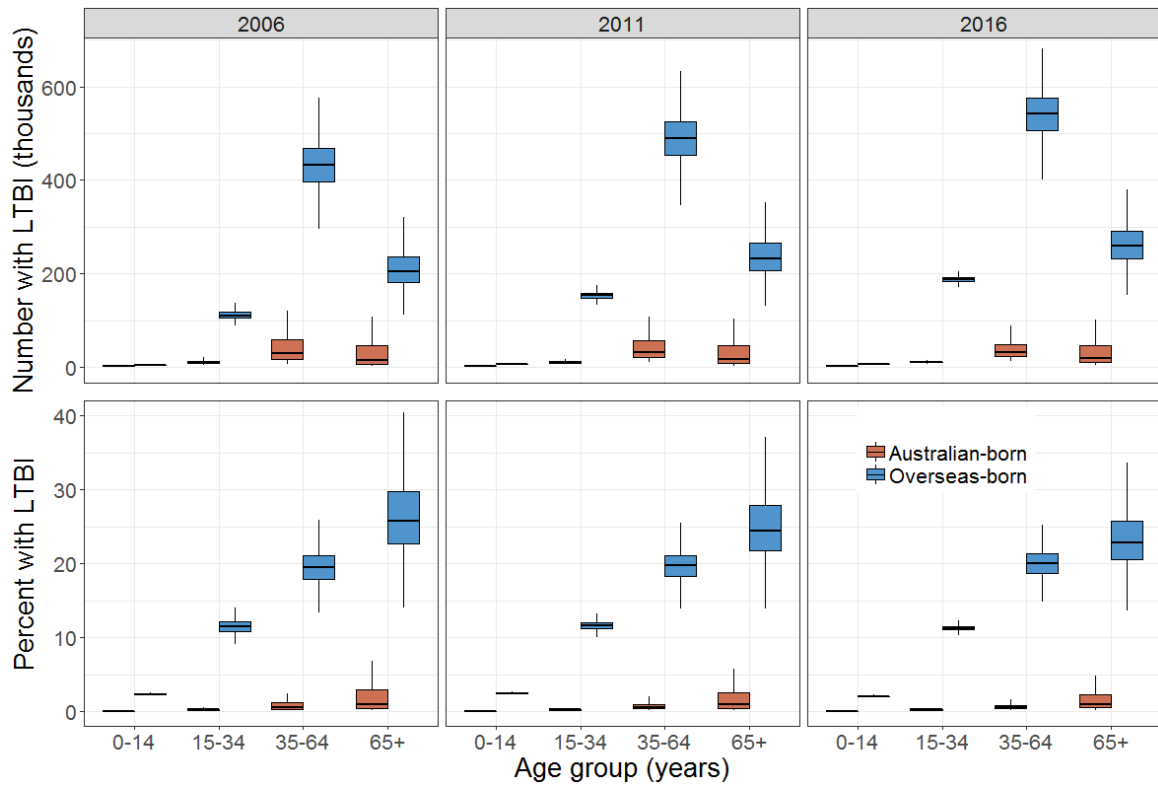 2006 2011 2016
Number with LTBI (thousands)
600
400
200
0
Percent with LTBI
40
30
20
10
0
Australian-born
Overseas-born
0-14 15-34 35-64 65+ 0-14 15-34 35-64 65+ 0-14 15-34 35-64 65+
Age group (years)